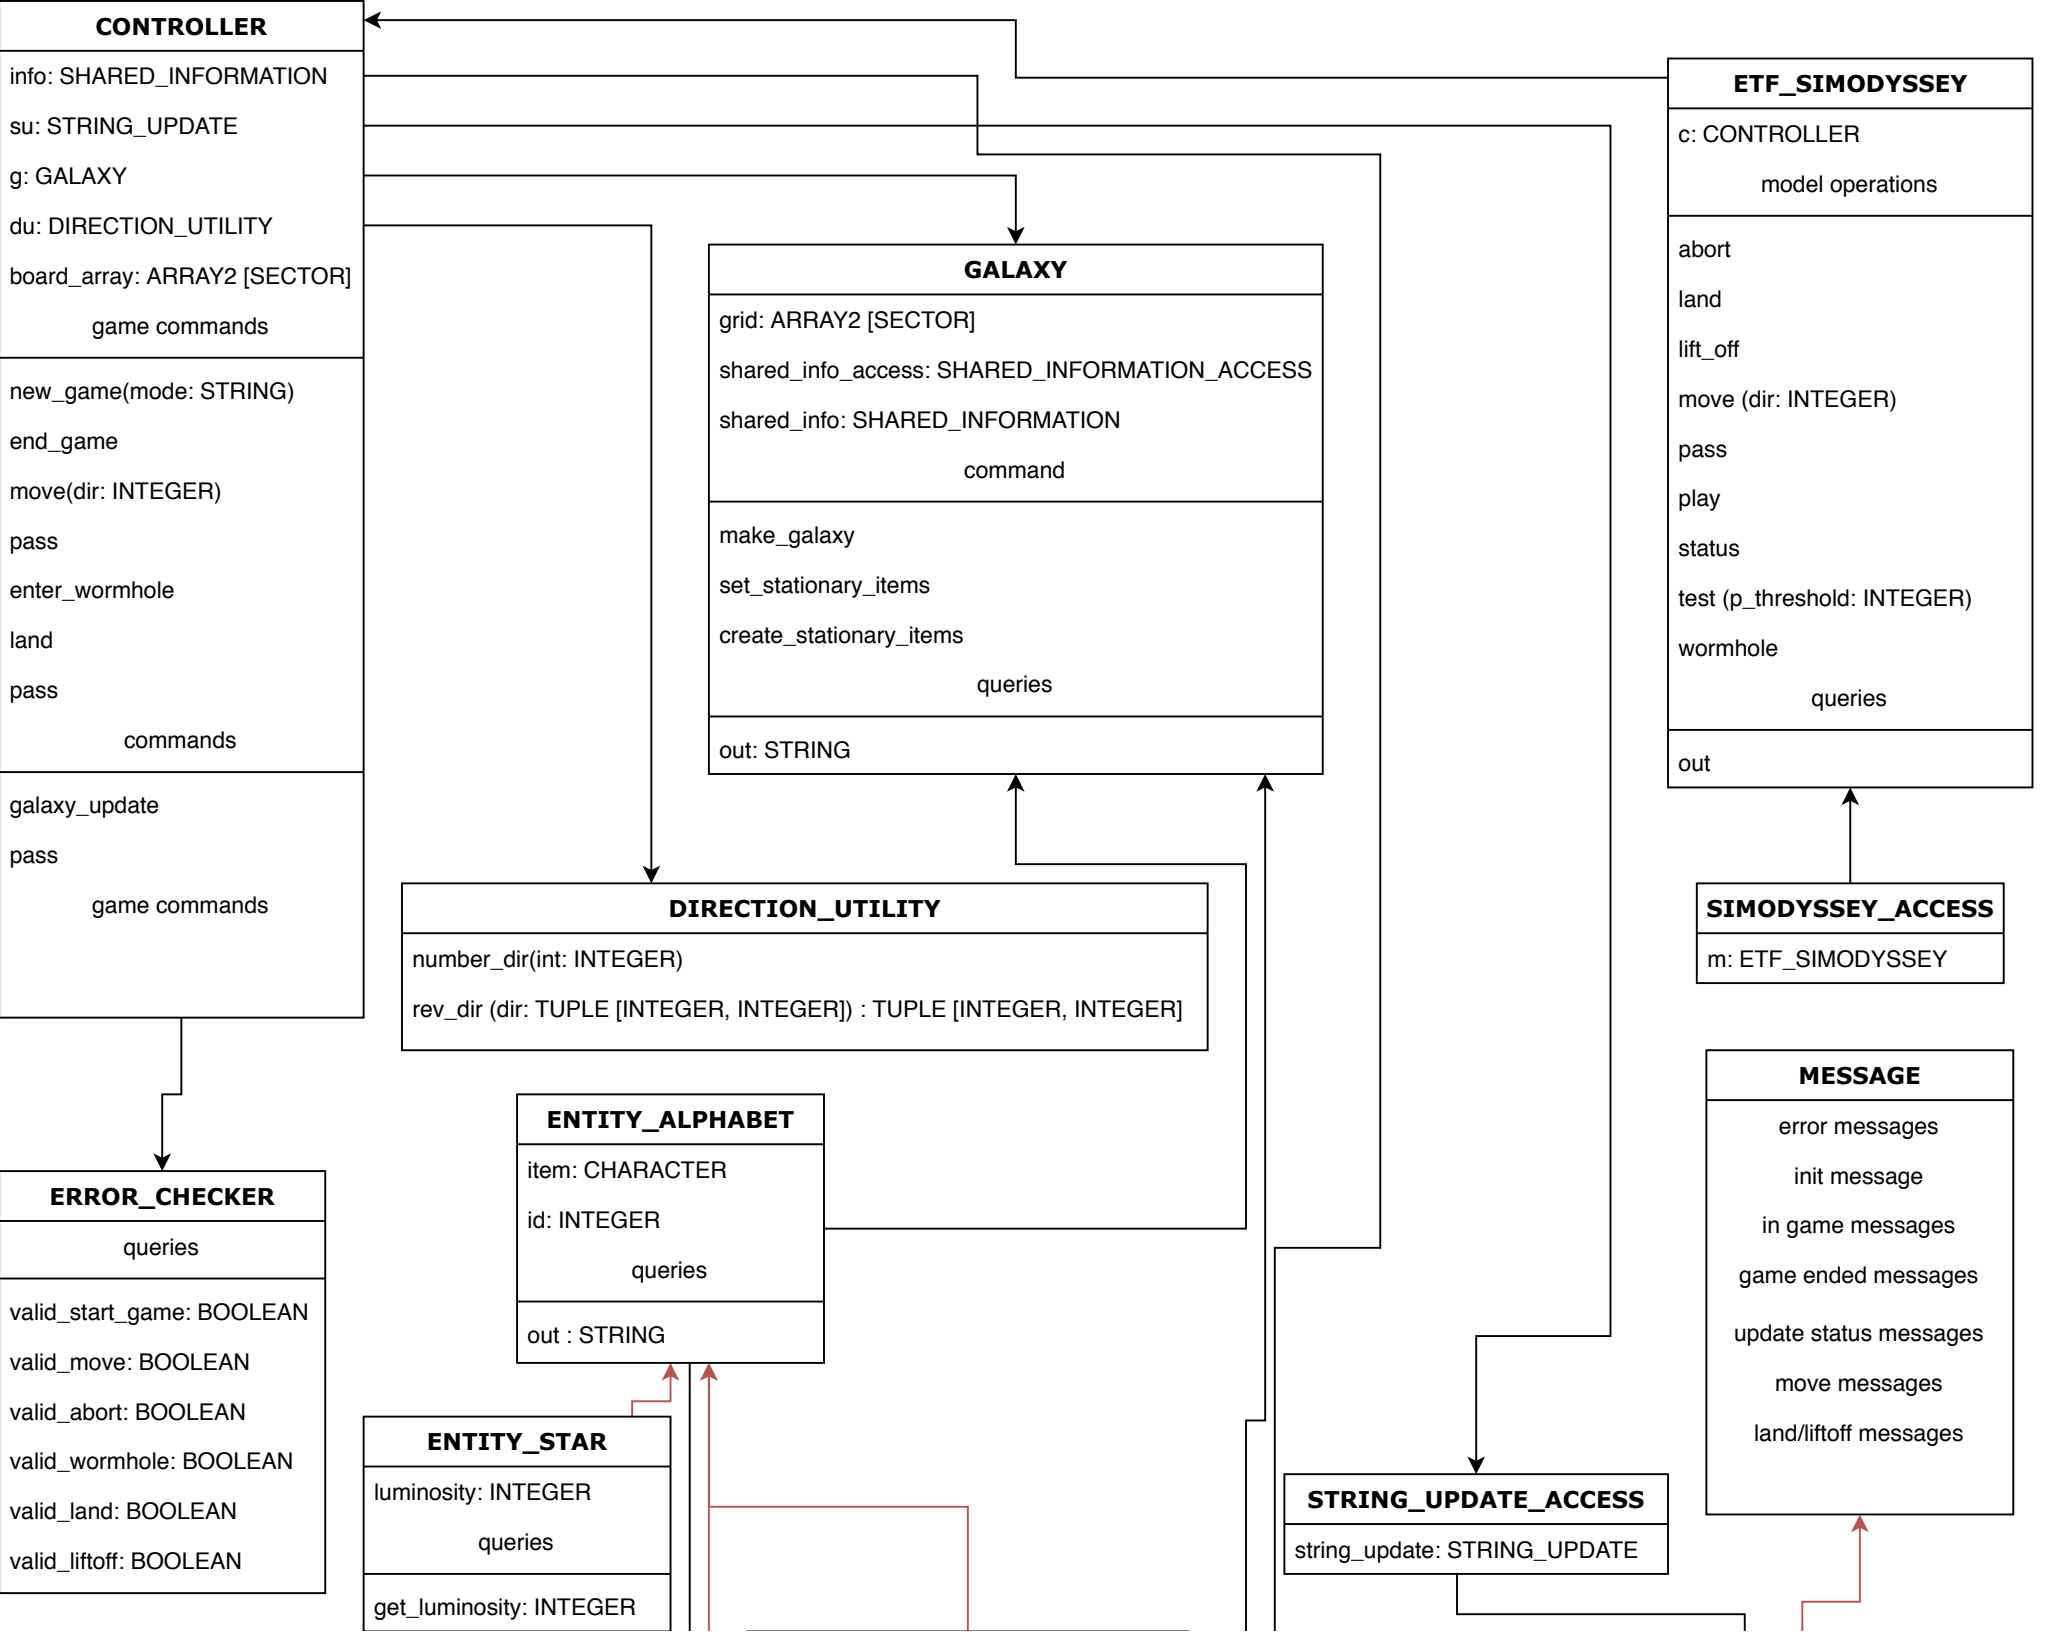 CONTROLLER
info: SHARED_INFORMATION
su: STRING_UPDATE
g: GALAXY
du: DIRECTION_UTILITY
board_array: ARRAY2 [SECTOR]
game commands
new_game(mode: STRING)
end_game
move(dir: INTEGER)
pass
enter_wormhole
land
pass
commands
galaxy_update
pass
game commands
ETF_SIMODYSSEY
c: CONTROLLER
model operations
abort
land
lift_off
move (dir: INTEGER)
pass
play
status
test (p_threshold: INTEGER)
wormhole
queries
out
GALAXY
grid: ARRAY2 [SECTOR]
shared_info_access: SHARED_INFORMATION_ACCESS
shared_info: SHARED_INFORMATION
command
make_galaxy
set_stationary_items
create_stationary_items
queries
out: STRING
DIRECTION_UTILITY
number_dir(int: INTEGER)
rev_dir (dir: TUPLE [INTEGER, INTEGER]) : TUPLE [INTEGER, INTEGER]
SIMODYSSEY_ACCESS
m: ETF_SIMODYSSEY
MESSAGE
error messages
init message
in game messages
game ended messages
update status messages
move messages
land/liftoff messages
ENTITY_ALPHABET
item: CHARACTER
id: INTEGER
queries
out : STRING
ERROR_CHECKER
queries
valid_start_game: BOOLEAN
valid_move: BOOLEAN
valid_abort: BOOLEAN
valid_wormhole: BOOLEAN
valid_land: BOOLEAN
valid_liftoff: BOOLEAN
ENTITY_STAR
luminosity: INTEGER
queries
get_luminosity: INTEGER
STRING_UPDATE_ACCESS
string_update: STRING_UPDATE